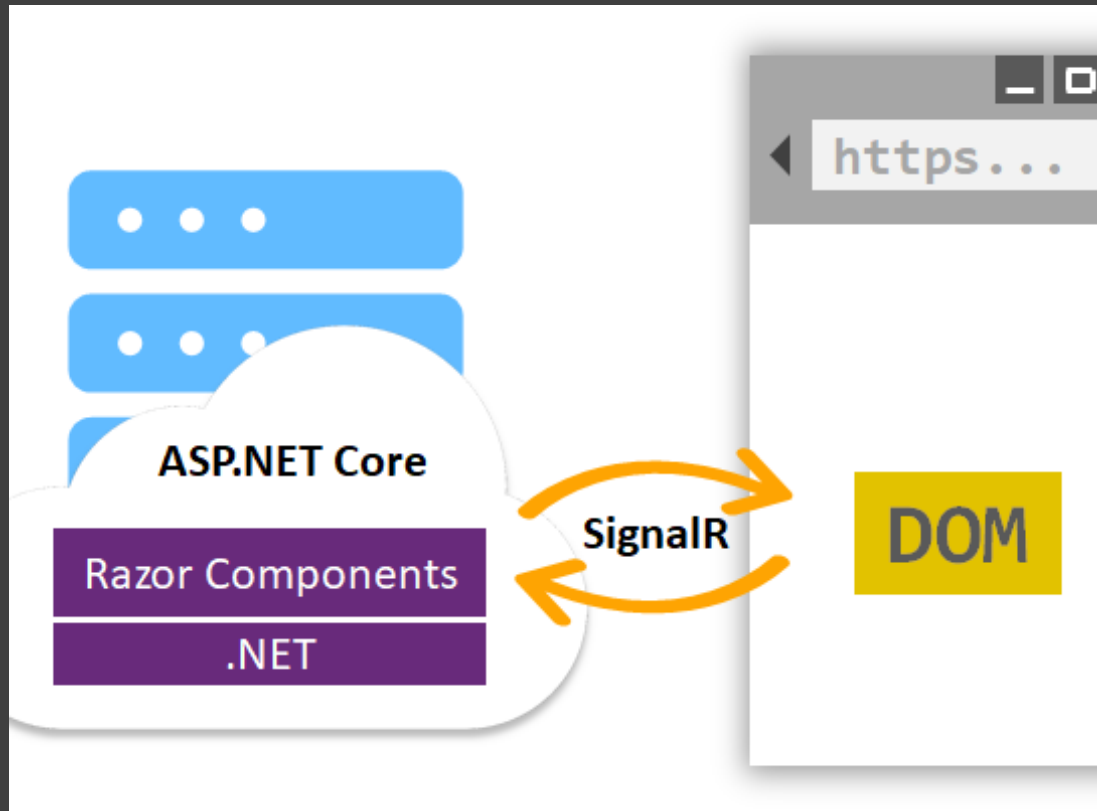 https...
ASP.NET Core
Razor Components
.NET
SignalR
DOM